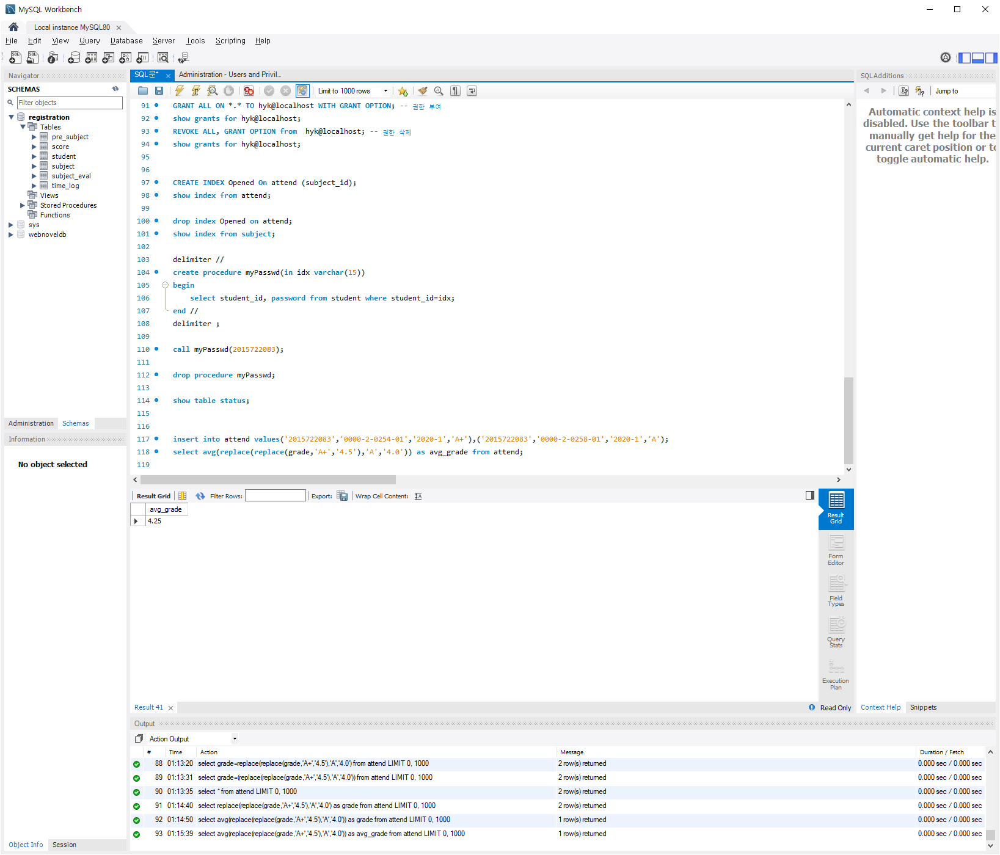 MySQL Workbench
Local instance MySQL80
File Edit View Query Database Server Tools Scripting Help
Navigator
SCHEMAS
Filter objects
registration
Tables
pre_subject
score
student
subject
subject_eval
time_log
Views
Stored Procedures
Functions
sys
webnoveldb
Administration Schemas
Information
No object selected
Object Info Session
SQL문* Administration - Users and Privil...
Limit to 1000 rows
91 GRANT ALL ON *.* TO hyk@localhost WITH GRANT OPTION; -- 권한 부여
92 show grants for hyk@localhost;
93 REVOKE ALL, GRANT OPTION from hyk@localhost; -- 권한 삭제
94 show grants for hyk@localhost;
95
96
97 CREATE INDEX Opened On attend (subject_id);
98 show index from attend;
99
100 drop index Opened on attend;
101 show index from subject;
102
103 delimiter //
104 create procedure myPasswd(in idx varchar(15))
105 begin
106 select student_id, password from student where student_id=idx;
107 end //
108 delimiter ;
109
110 call myPasswd(2015722083);
111
112 drop procedure myPasswd;
113
114 show table status;
115
116
117 insert into attend values('2015722083','0000-2-0254-01','2020-1','A+'),('2015722083','0000-2-0258-01','2020-1','A');
118 select avg(replace(replace(grade,'A+','4.5'),'A','4.0')) as avg_grade from attend;
119
Result Grid Filter Rows: Export: Wrap Cell Content:
avg_grade
4.25
Result Grid
Form Editor
Field Types
Query Stats
Execution Plan
Result 41
Read Only
SQLAdditions
Jump to
Automatic context help is
disabled. Use the toolbar t
manually get help for the
current caret position or to
toggle automatic help.
Context Help Snippets
Output
Action Output
# Time Action Message Duration / Fetch
88 01:13:20 select grade=replace(replace(grade,'A+','4.5'),'A','4.0') from attend LIMIT 0, 1000 2 row(s) returned 0.000 sec / 0.000 sec
89 01:13:31 select grade=(replace(replace(grade,'A+','4.5'),'A','4.0')) from attend LIMIT 0, 1000 2 row(s) returned 0.000 sec / 0.000 sec
90 01:13:35 select * from attend LIMIT 0, 1000 2 row(s) returned 0.000 sec / 0.000 sec
91 01:14:40 select replace(replace(grade,'A+','4.5'),'A','4.0') as grade from attend LIMIT 0, 1000 2 row(s) returned 0.000 sec / 0.000 sec
92 01:14:50 select avg(replace(replace(grade,'A+','4.5'),'A','4.0')) as grade from attend LIMIT 0, 1000 1 row(s) returned 0.000 sec / 0.000 sec
93 01:15:39 select avg(replace(replace(grade,'A+','4.5'),'A','4.0')) as avg_grade from attend LIMIT 0, 1000 1 row(s) returned 0.000 sec / 0.000 sec